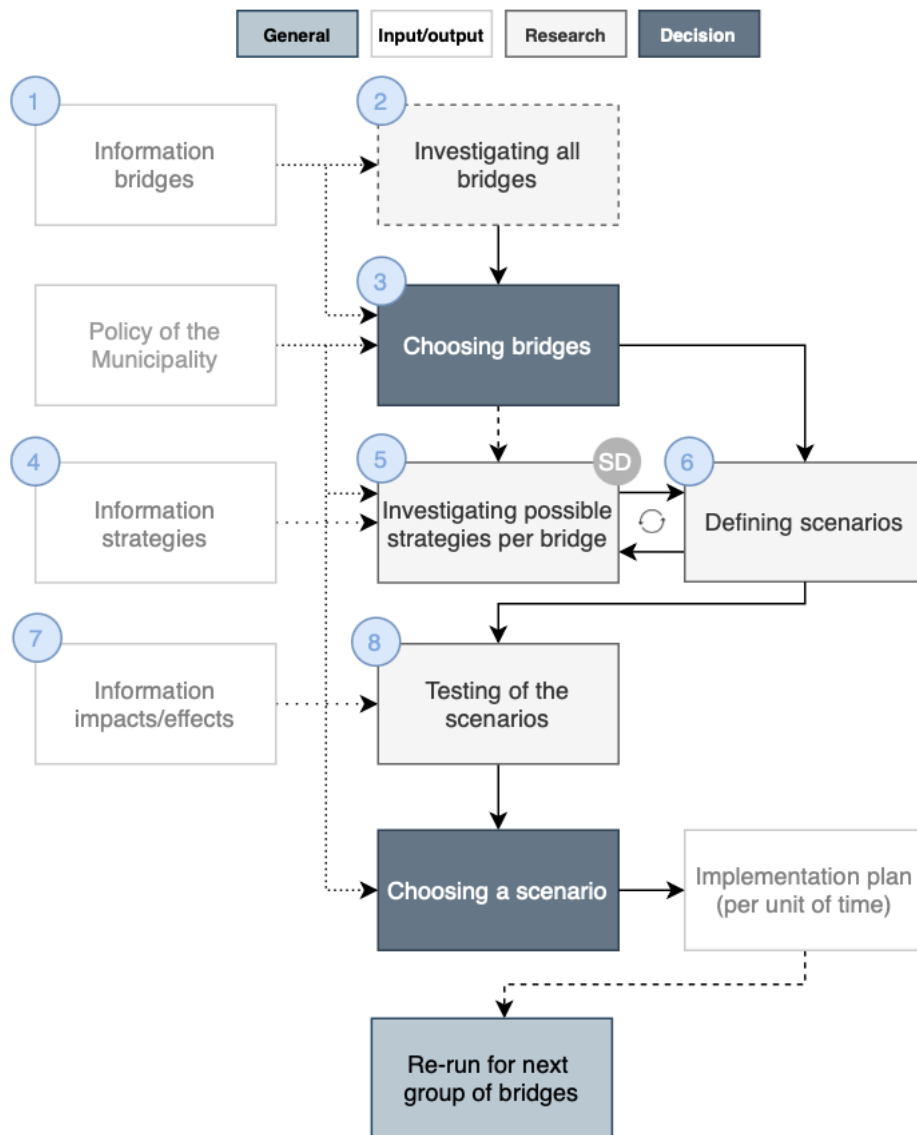 General
Input/output
Research
Decision
1
2
Information
bridges
Investigating all
bridges
3
Policy of the
Municipality
Choosing bridges
4
5
SD
6
Information
strategies
Investigating possible
strategies per bridge
Defining scenarios
7
8
Information
impacts/effects
Testing of the
scenarios
Choosing a scenario
Implementation plan
(per unit of time)
Re-run for next
group of bridges